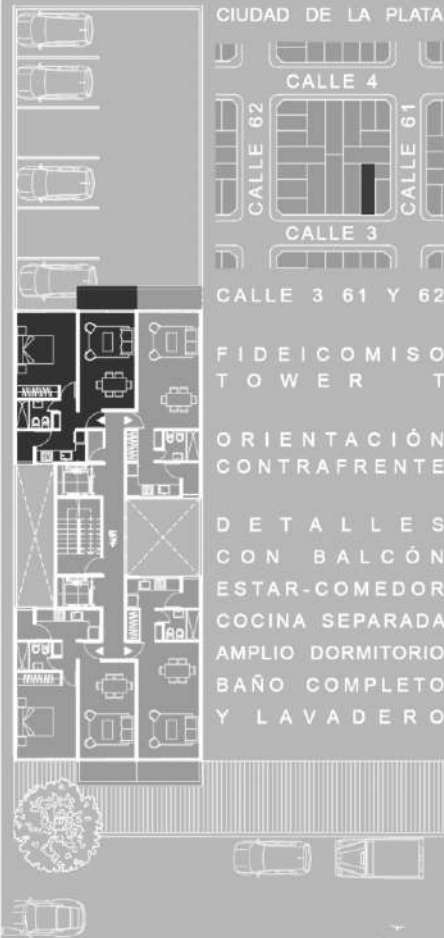 CIUDAD DE LA PLATA
CALLE 4
CALLE 62
CALLE 61
CALLE 3
CALLE 3 61 Y 62
FIDEICOMISO
TOWER T
ORIENTACIÓN
CONTRAFRENTE
DETALLES
CON BALCÓN
ESTAR-COMEDOR
COCINA SEPARADA
AMPLIO DORMITORIO
BAÑO COMPLETO
Y LAVADERO